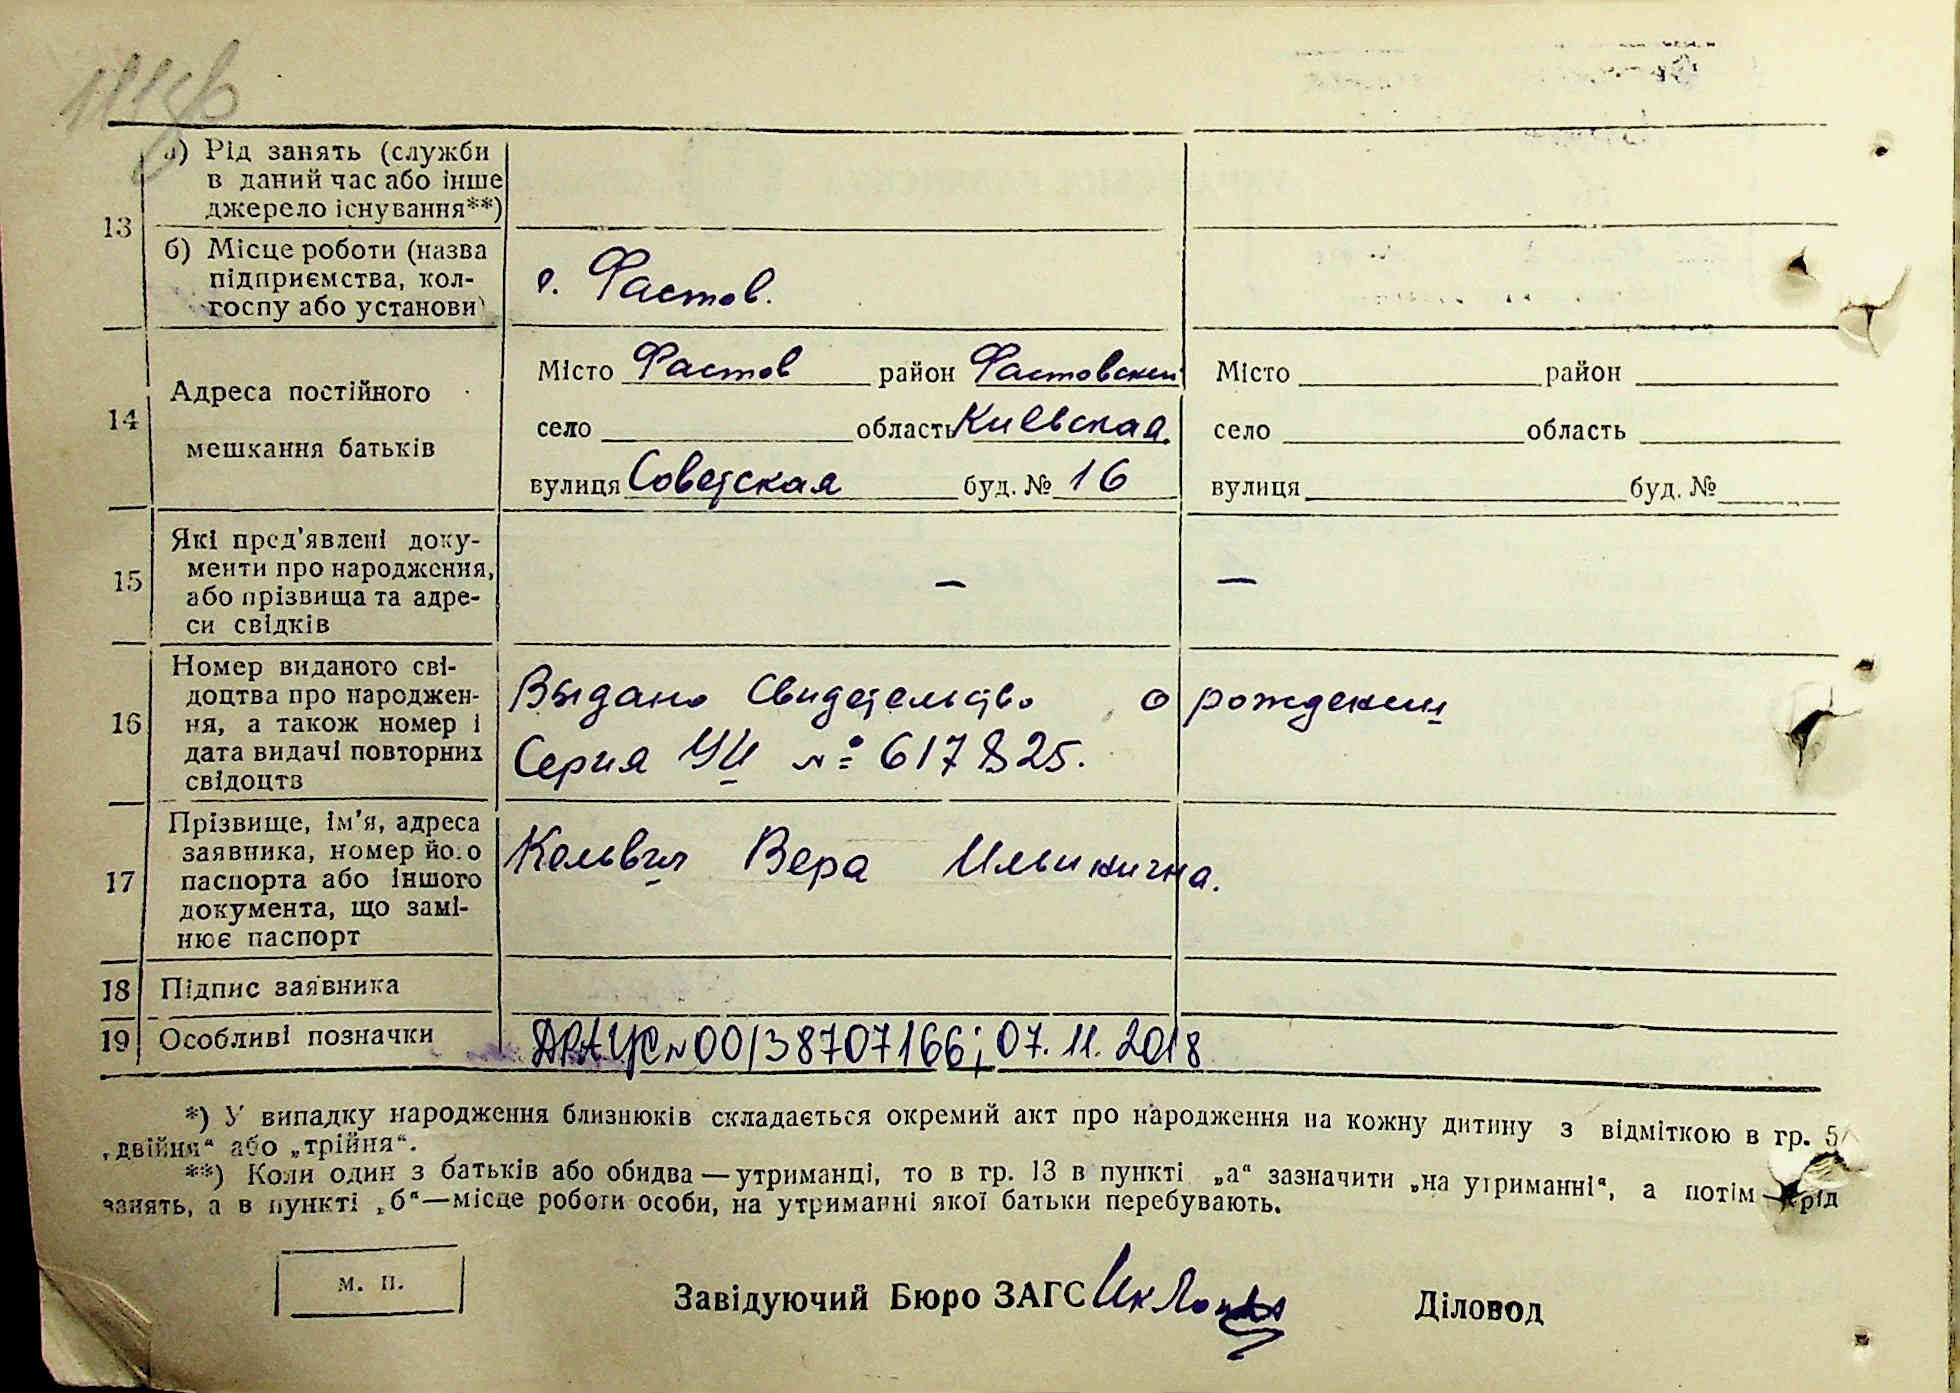 13
а) Рід занять (служби
в даний час або інше
джерело існування**)
б) Місце роботи (назва
підприємства, кол-
госпу або установи)
г. Фастов.
14
Адреса постійного
мешкання батьків
Місто Фастов район Фастовский
село область Киевская.
вулиця Советская буд. № 16
Місто район
село область
вулиця буд. №
15
Які пред'явлені доку-
менти про народження,
або прізвища та адре-
си свідків
— —
16
Номер виданого сві-
доцтва про народжен-
ня, а також номер і
дата видачі повторних
свідоцтв
Выдано Свидетельство о рождении
Серия УЦ № 617825.
17
Прізвище, ім'я, адреса
заявника, номер його
паспорта або іншого
документа, що замі-
нює паспорт
Вера Ильинична.
18 Підпис заявника
19 Особливі позначки
ДРАЦС № 00138707166; 07.11.2018
*) У випадку народження близнюків складається окремий акт про народження на кожну дитину з відміткою в гр. 5
„двійня“ або „трійня“.
**) Коли один з батьків або обидва — утриманці, то в гр. 13 в пункті „а“ зазначити „на утриманні“, а потім — рід
занять, а в пункті „б“ — місце роботи особи, на утриманні якої батьки перебувають.
м. п.
Завідуючий Бюро ЗАГС
Діловод